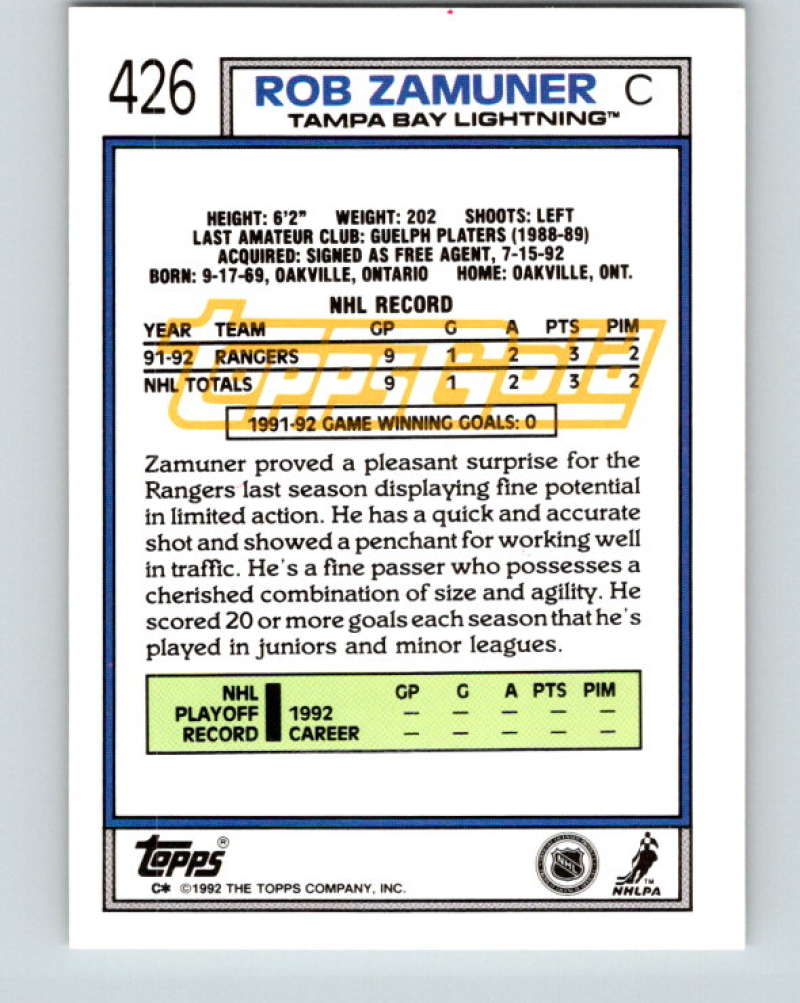 426
ROB ZAMUNER C
TAMPA BAY LIGHTNING™
HEIGHT: 6'2" WEIGHT: 202 SHOOTS: LEFT
LAST AMATEUR CLUB: GUELPH PLATERS (1988-89)
ACQUIRED: SIGNED AS FREE AGENT, 7-15-92
BORN: 9-17-69, OAKVILLE, ONTARIO HOME: OAKVILLE, ONT.
NHL RECORD
YEAR TEAM GP G A PTS PIM
91-92 RANGERS 9 1 2 3 2
NHL TOTALS 9 1 2 3 2
ToppsGold
1991-92 GAME WINNING GOALS: 0
Zamuner proved a pleasant surprise for the
Rangers last season displaying fine potential
in limited action. He has a quick and accurate
shot and showed a penchant for working well
in traffic. He's a fine passer who possesses a
cherished combination of size and agility. He
scored 20 or more goals each season that he's
played in juniors and minor leagues.
NHL GP G A PTS PIM
PLAYOFF 1992 — — — — —
RECORD CAREER — — — — —
Topps®
C* ©1992 THE TOPPS COMPANY, INC.
NHL
TM
NHLPA